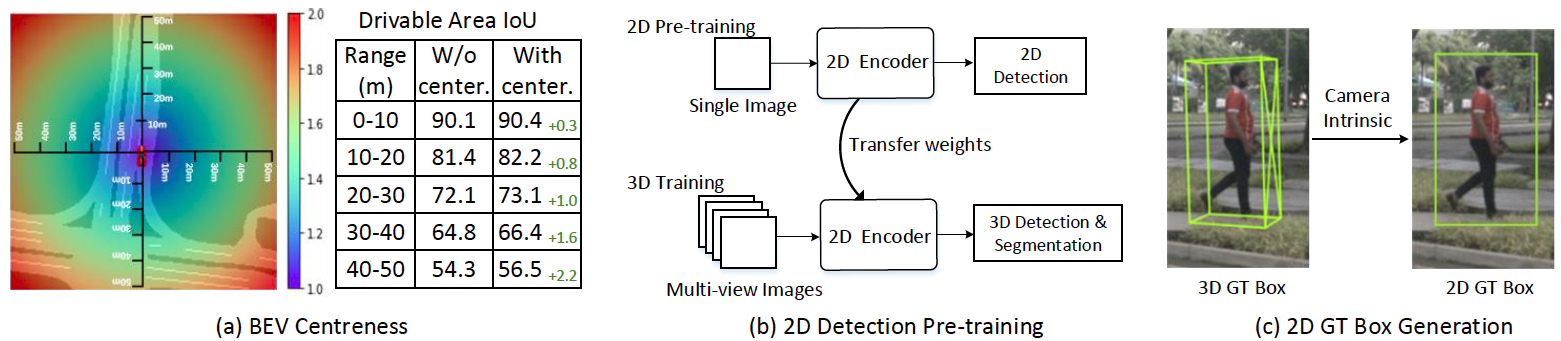 50m
30m
20m
10m
50m
40m
30m
20m
10m
10m
20m
30m
40m
50m
10m
20m
30m
50m
2.0
1.8
1.6
1.4
1.2
1.0
Drivable Area IoU
Range (m) W/o center. With center.
0-10 90.1 90.4 +0.3
10-20 81.4 82.2 +0.8
20-30 72.1 73.1 +1.0
30-40 64.8 66.4 +1.6
40-50 54.3 56.5 +2.2
(a) BEV Centreness
2D Pre-training
Single Image
2D Encoder
2D
Detection
Transfer weights
3D Training
Multi-view Images
2D Encoder
3D Detection &
Segmentation
(b) 2D Detection Pre-training
Camera
Intrinsic
3D GT Box
2D GT Box
(c) 2D GT Box Generation